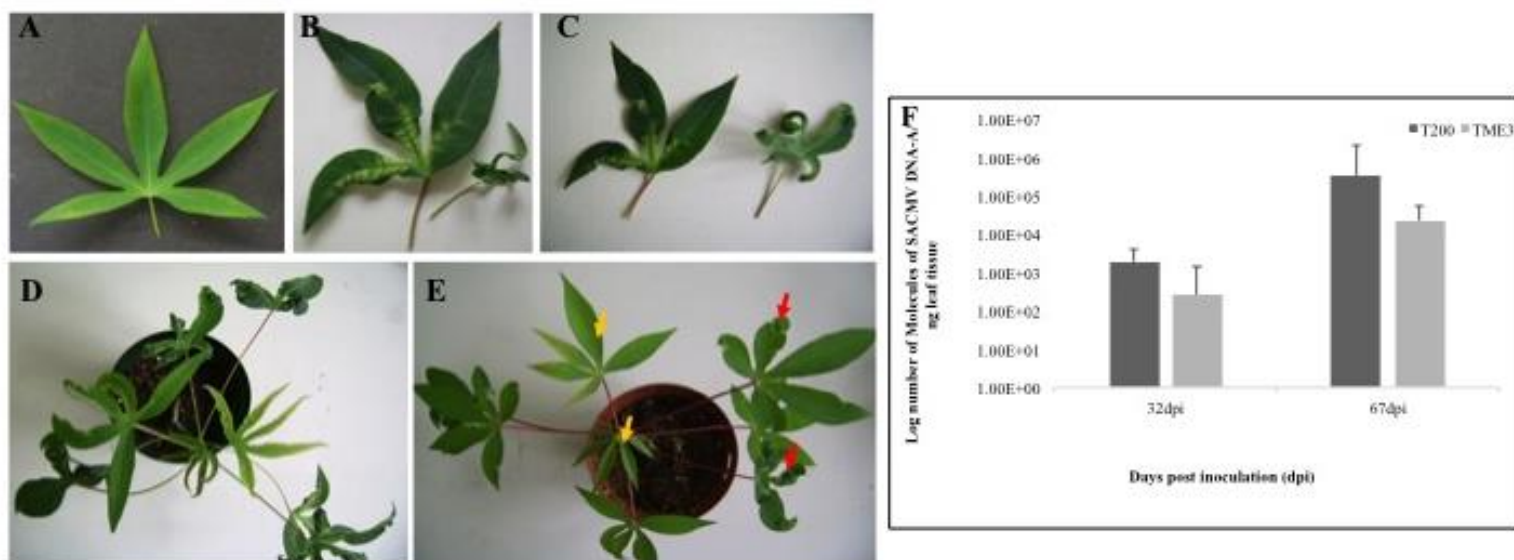 A
B
C
D
E
F
Log number of Molecules of SACMV DNA-A/
ng leaf tissue
1.00E+07
1.00E+06
1.00E+05
1.00E+04
1.00E+03
1.00E+02
1.00E+01
1.00E+00
T200
TME3
32dpi
67dpi
Days post inoculation (dpi)